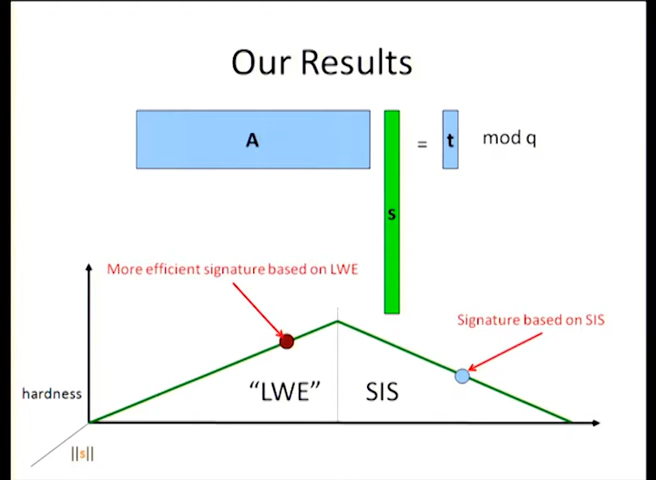 Our Results
A
s
=
t
mod q
More efficient signature based on LWE
Signature based on SIS
hardness
“LWE”
SIS
||s||